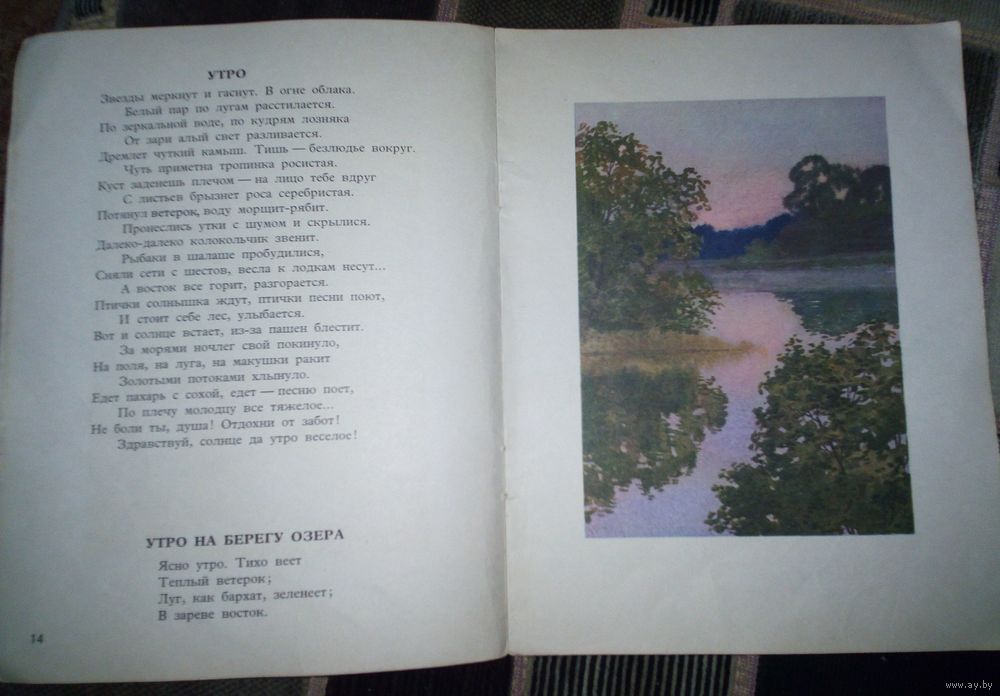 УТРО
Звезды меркнут и гаснут. В огне облака.
Белый пар по лугам расстилается.
По зеркальной воде, по кудрям лозняка
От зари алый свет разливается.
Дремлет чуткий камыш. Тишь — безлюдье вокруг.
Чуть приметна тропинка росистая.
Куст заденешь плечом — на лицо тебе вдруг
С листьев брызнет роса серебристая.
Потянул ветерок, воду морщит-рябит.
Пронеслись утки с шумом и скрылися.
Далеко-далеко колокольчик звенит.
Рыбаки в шалаше пробудилися,
Сняли сети с шестов, весла к лодкам несут...
А восток все горит, разгорается.
Птички солнышка ждут, птички песни поют,
И стоит себе лес, улыбается.
Вот и солнце встает, из-за пашен блестит.
За морями ночлег свой покинуло,
На поля, на луга, на макушки ракит
Золотыми потоками хлынуло.
Едет пахарь с сохой, едет — песню поет,
По плечу молодцу все тяжелое...
Не боли ты, душа! Отдохни от забот!
Здравствуй, солнце да утро веселое!
УТРО НА БЕРЕГУ ОЗЕРА
Ясно утро. Тихо веет
Теплый ветерок;
Луг, как бархат, зеленеет;
В зареве восток.
14
www.ay.by